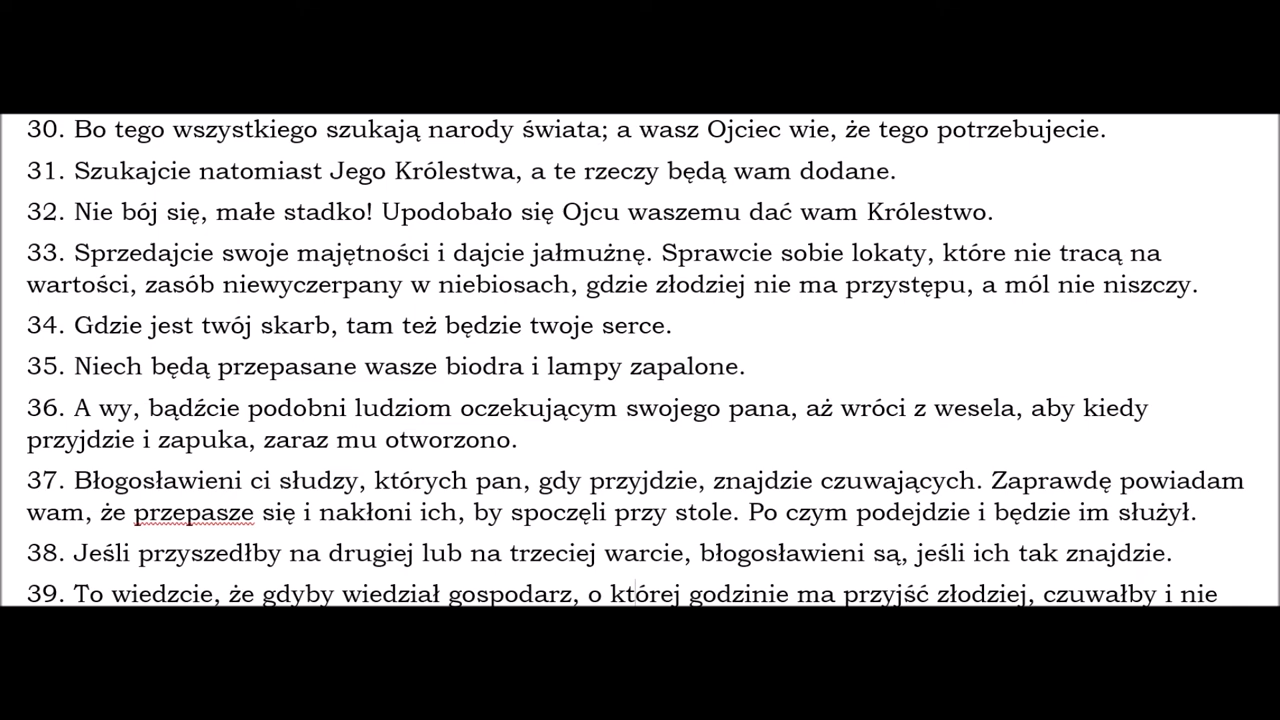 30. Bo tego wszystkiego szukają narody świata; a wasz Ojciec wie, że tego potrzebujecie.
31. Szukajcie natomiast Jego Królestwa, a te rzeczy będą wam dodane.
32. Nie bój się, małe stadko! Upodobało się Ojcu waszemu dać wam Królestwo.
33. Sprzedajcie swoje majętności i dajcie jałmużnę. Sprawcie sobie lokaty, które nie tracą na
wartości, zasób niewyczerpany w niebiosach, gdzie złodziej nie ma przystępu, a mól nie niszczy.
34. Gdzie jest twój skarb, tam też będzie twoje serce.
35. Niech będą przepasane wasze biodra i lampy zapalone.
36. A wy, bądźcie podobni ludziom oczekującym swojego pana, aż wróci z wesela, aby kiedy
przyjdzie i zapuka, zaraz mu otworzono.
37. Błogosławieni ci słudzy, których pan, gdy przyjdzie, znajdzie czuwających. Zaprawdę powiadam
wam, że przepasze się i nakłoni ich, by spoczęli przy stole. Po czym podejdzie i będzie im służył.
38. Jeśli przyszedłby na drugiej lub na trzeciej warcie, błogosławieni są, jeśli ich tak znajdzie.
39. To wiedzcie, że gdyby wiedział gospodarz, o której godzinie ma przyjść złodziej, czuwałby i nie